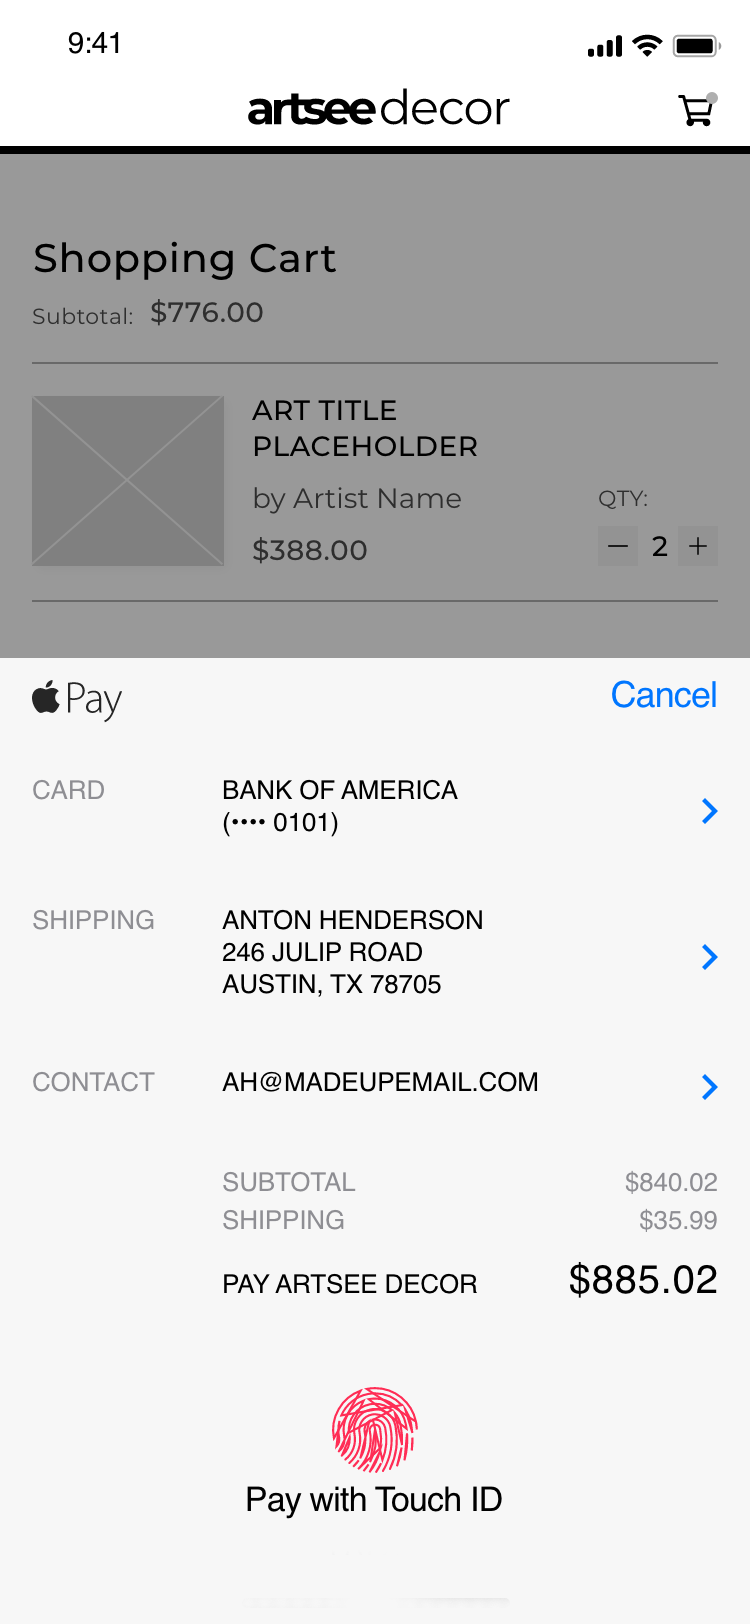 9:41
artsee decor
Shopping Cart
Subtotal: $776.00
ART TITLE
PLACEHOLDER
by Artist Name
QTY:
$388.00
— 2 +
Pay
Cancel
CARD
BANK OF AMERICA
(•••• 0101)
SHIPPING
ANTON HENDERSON
246 JULIP ROAD
AUSTIN, TX 78705
CONTACT
AH@MADEUPEMAIL.COM
SUBTOTAL $840.02
SHIPPING $35.99
PAY ARTSEE DECOR $885.02
Pay with Touch ID